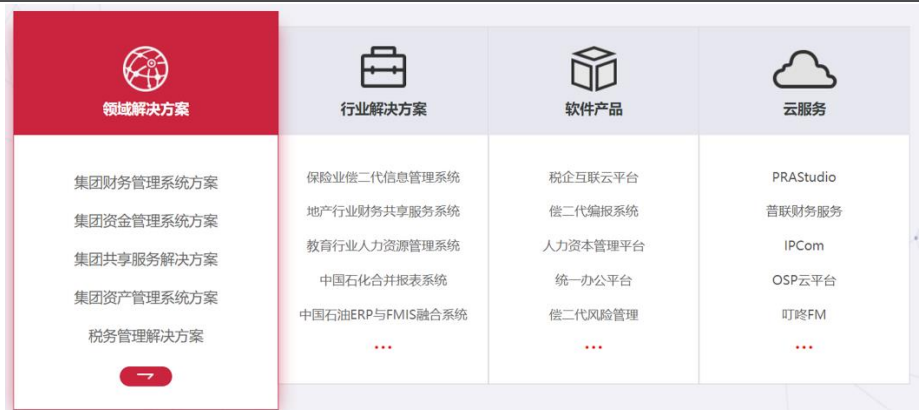 领域解决方案
集团财务管理系统方案
集团资金管理系统方案
集团共享服务解决方案
集团资产管理系统方案
税务管理解决方案
行业解决方案
保险业偿二代信息管理系统
地产行业财务共享服务系统
教育行业人力资源管理系统
中国石化合并报表系统
中国石油ERP与FMIS融合系统
...
软件产品
税企互联云平台
偿二代编报系统
人力资本管理平台
统一办公平台
偿二代风险管理
...
云服务
PRAStudio
普联财务服务
IPCom
OSP云平台
叮咚FM
...